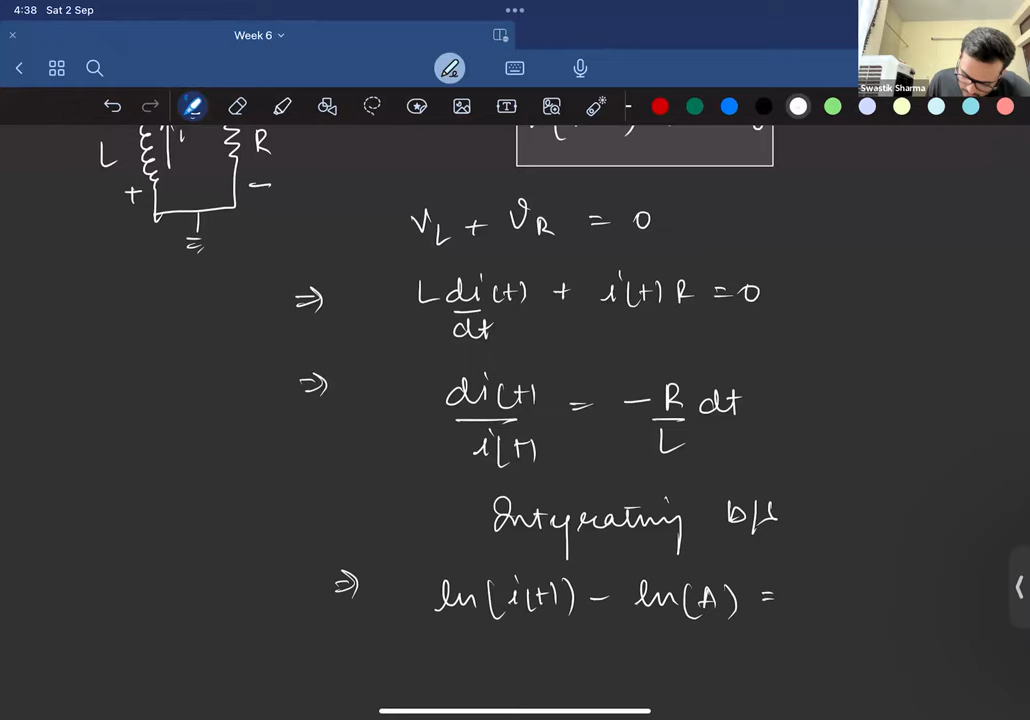 4:38 Sat 2 Sep
Week 6
Swastik Sharma
L i R
+ −
v_L + v_R = 0
⇒ L di(t)/dt + i(t) R = 0
⇒ di(t)/i(t) = − R/L dt
Integrating b/s
⇒ ln(i(t)) − ln(A) =